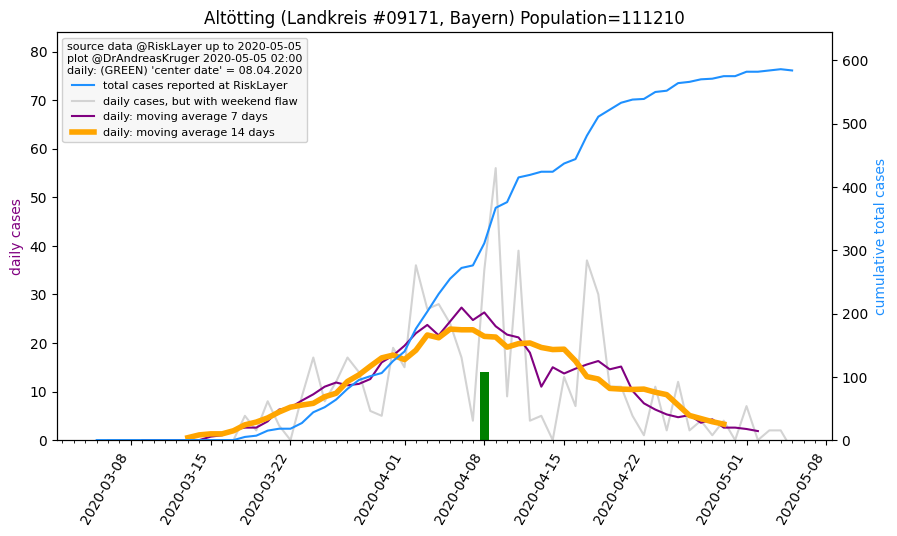 Altötting (Landkreis #09171, Bayern) Population=111210
source data @RiskLayer up to 2020-05-05
plot @DrAndreasKruger 2020-05-05 02:00
daily: (GREEN) 'center date' = 08.04.2020
total cases reported at RiskLayer
daily cases, but with weekend flaw
daily: moving average 7 days
daily: moving average 14 days
daily cases
80
70
60
50
40
30
20
10
0
600
500
400
300
200
100
0
cumulative total cases
2020-03-08
2020-03-15
2020-03-22
2020-04-01
2020-04-08
2020-04-15
2020-04-22
2020-05-01
2020-05-08